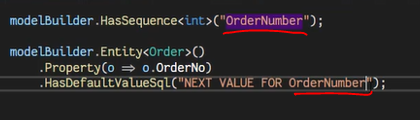 modelBuilder.HasSequence<int>("OrderNumber");
modelBuilder.Entity<Order>()
.Property(o => o.OrderNo)
.HasDefaultValueSql("NEXT VALUE FOR OrderNumber");